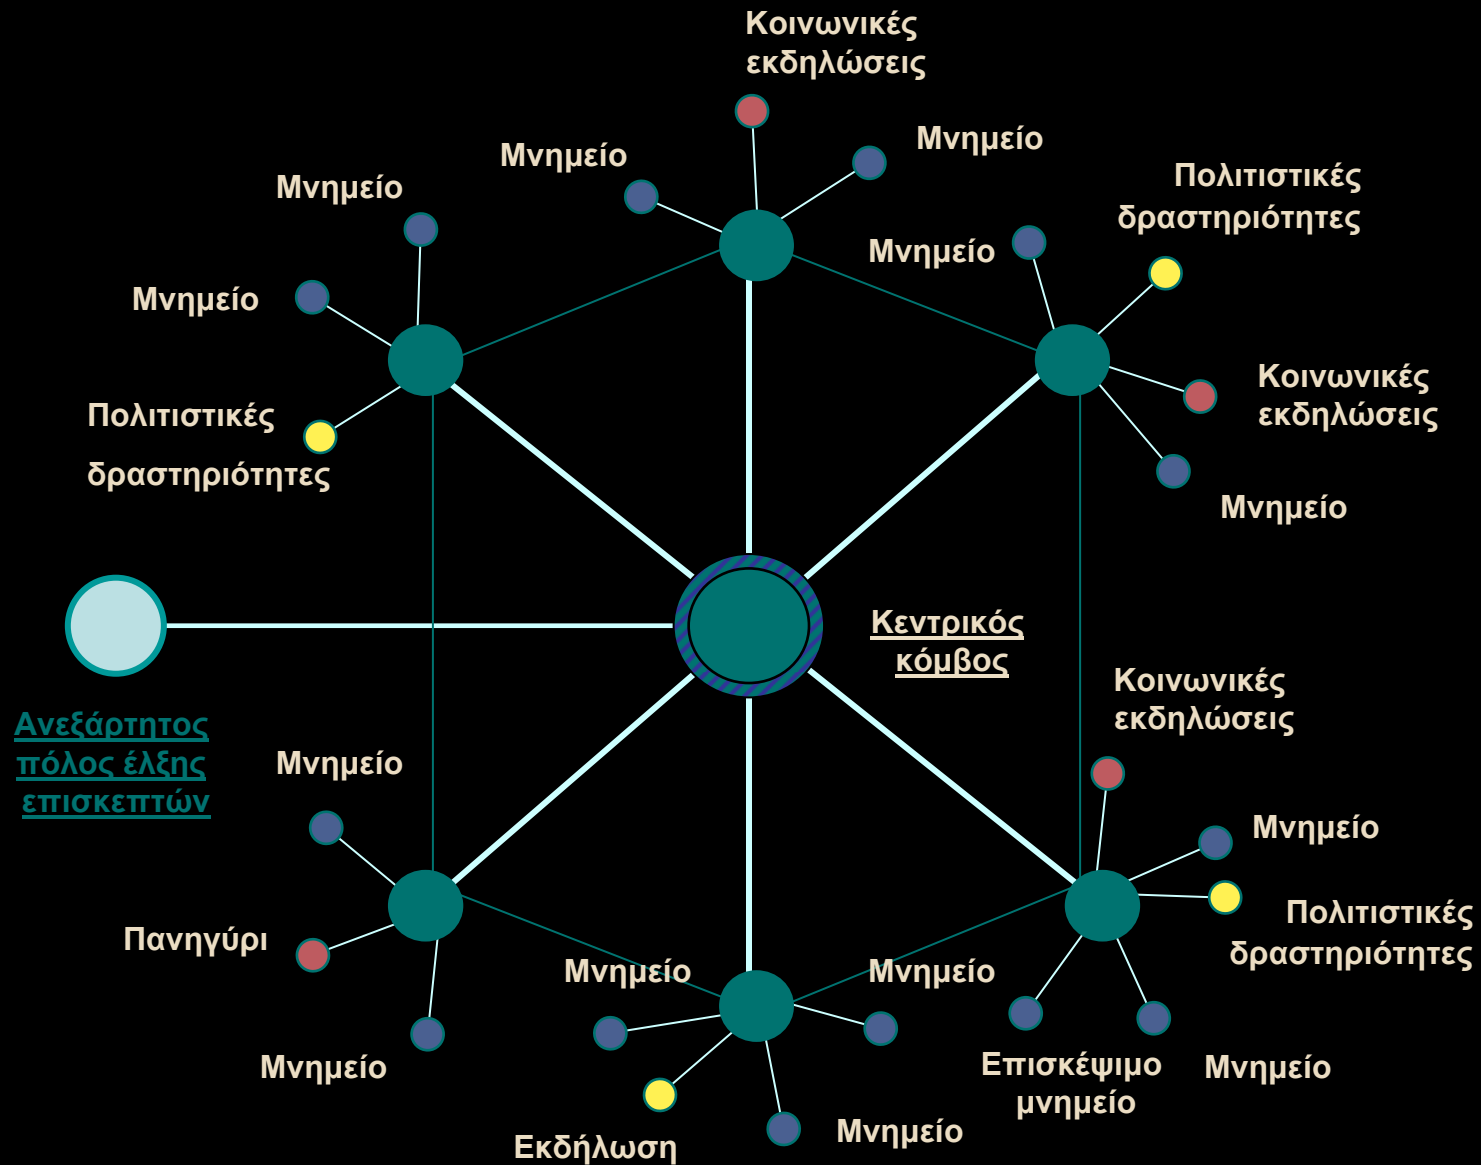 Κοινωνικές
εκδηλώσεις
Μνημείο
Μνημείο
Μνημείο
Πολιτιστικές
δραστηριότητες
Μνημείο
Μνημείο
Κοινωνικές
εκδηλώσεις
Πολιτιστικές
δραστηριότητες
Μνημείο
Κεντρικός
κόμβος
Κοινωνικές
εκδηλώσεις
Ανεξάρτητος
πόλος έλξης
επισκεπτών
Μνημείο
Μνημείο
Πολιτιστικές
δραστηριότητες
Πανηγύρι
Μνημείο
Μνημείο
Μνημείο
Επισκέψιμο
μνημείο
Μνημείο
Μνημείο
Εκδήλωση